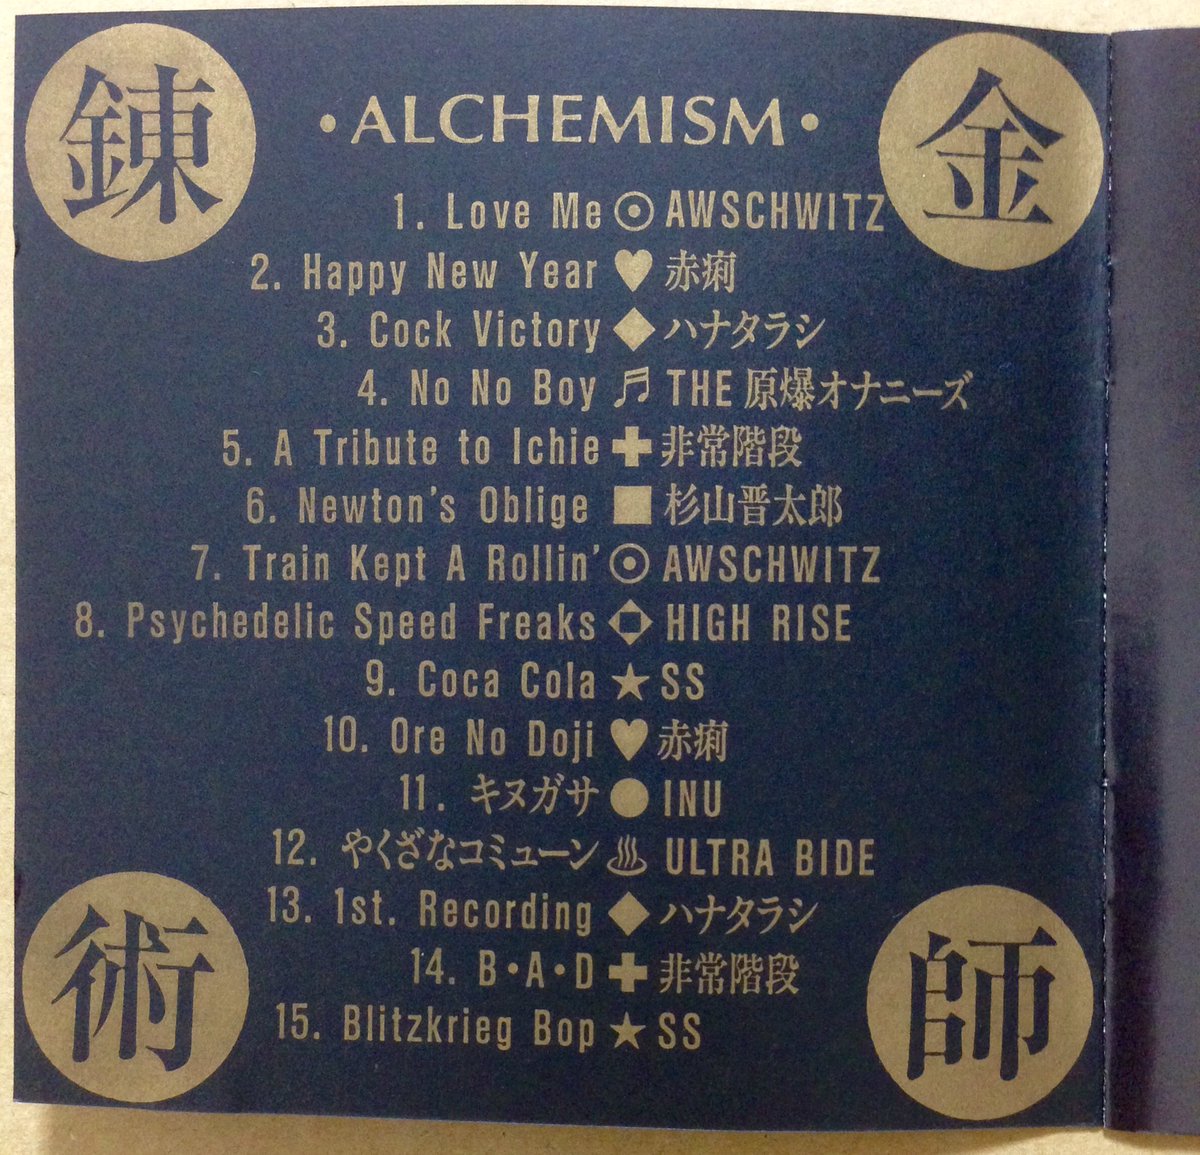 錬
金
・ALCHEMISM・
1. Love Me ◉ AWSCHWITZ
2. Happy New Year ♥ 赤痢
3. Cock Victory ◆ ハナタラシ
4. No No Boy ♬ THE 原爆オナニーズ
5. A Tribute to Ichie ✚ 非常階段
6. Newton's Oblige ■ 杉山晋太郎
7. Train Kept A Rollin' ◉ AWSCHWITZ
8. Psychedelic Speed Freaks ◈ HIGH RISE
9. Coca Cola ★ SS
10. Ore No Doji ♥ 赤痢
11. キヌガサ ● INU
12. やくざなコミューン ♨ ULTRA BIDE
13. 1st. Recording ◆ ハナタラシ
14. B・A・D ✚ 非常階段
15. Blitzkrieg Bop ★ SS
術
師